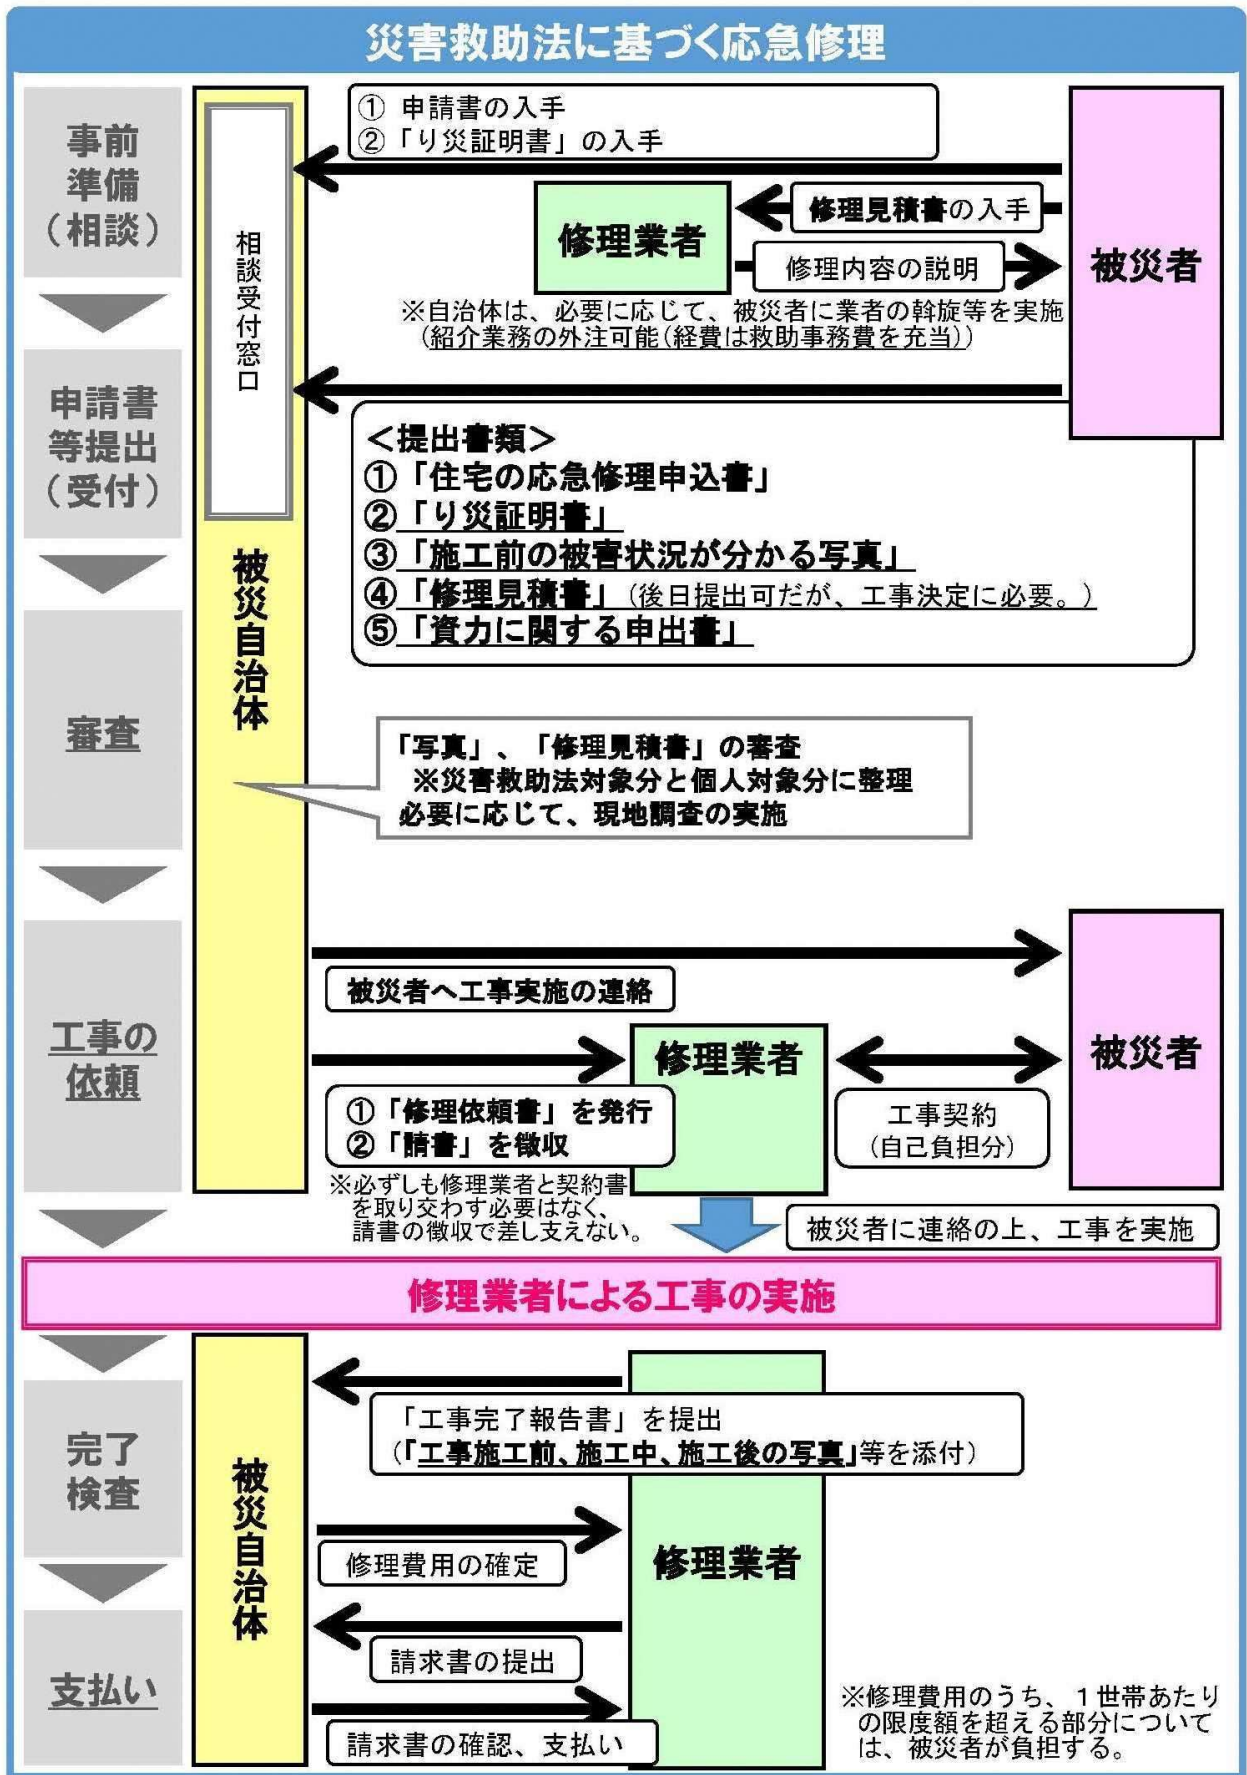 災害救助法に基づく応急修理
事前
準備
（相談）
相談受付窓口
① 申請書の入手
② 「り災証明書」の入手
修理業者
修理見積書の入手
修理内容の説明
被災者
※自治体は、必要に応じて、被災者に業者の斡旋等を実施
（紹介業務の外注可能（経費は救助事務費を充当））
申請書
等提出
（受付）
＜提出書類＞
①「住宅の応急修理申込書」
②「り災証明書」
③「施工前の被害状況が分かる写真」
④「修理見積書」（後日提出可だが、工事決定に必要。）
⑤「資力に関する申出書」
被災自治体
審査
「写真」、「修理見積書」の審査
※災害救助法対象分と個人対象分に整理
必要に応じて、現地調査の実施
工事の
依頼
被災者へ工事実施の連絡
修理業者
被災者
①「修理依頼書」を発行
②「請書」を徴収
工事契約
（自己負担分）
※必ずしも修理業者と契約書
を取り交わす必要はなく、
請書の徴収で差し支えない。
被災者に連絡の上、工事を実施
修理業者による工事の実施
完了
検査
被災自治体
「工事完了報告書」を提出
（「工事施工前、施工中、施工後の写真」等を添付）
修理費用の確定
修理業者
請求書の提出
支払い
請求書の確認、支払い
※修理費用のうち、１世帯あたり
の限度額を超える部分について
は、被災者が負担する。